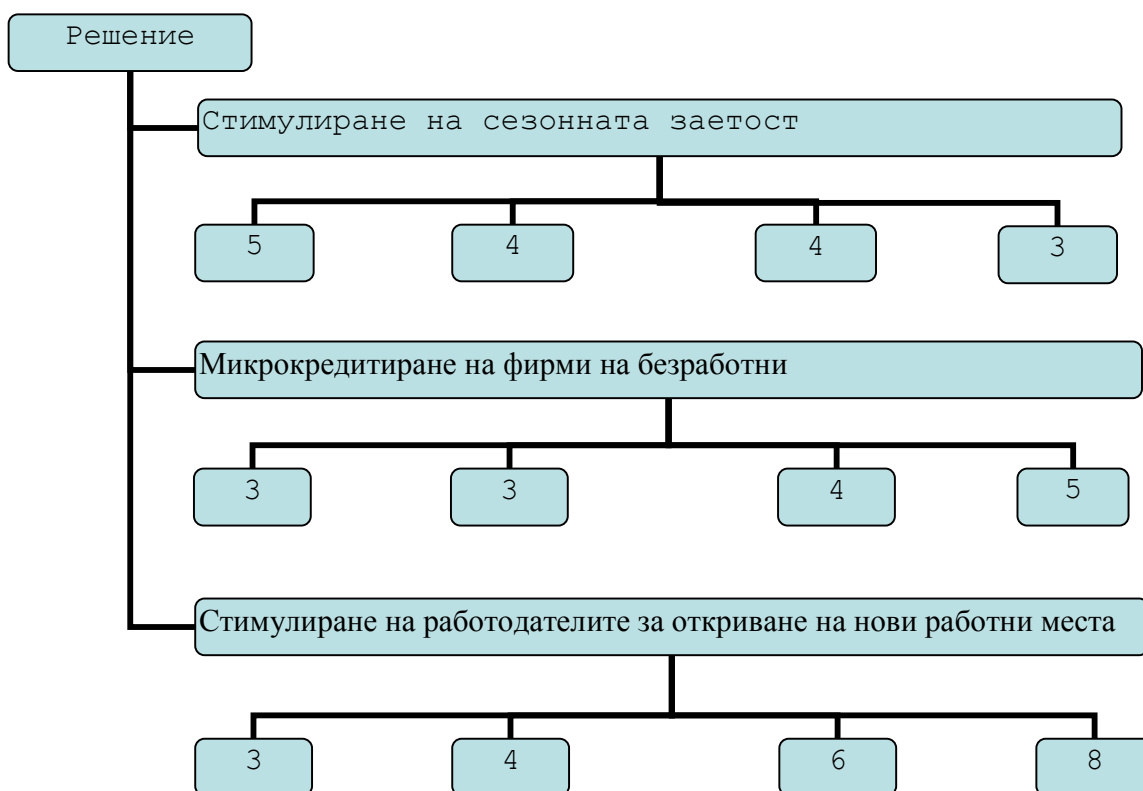 Решение
Стимулиране на сезонната заетост
5 4 4 3
Микрокредитиране на фирми на безработни
3 3 4 5
Стимулиране на работодателите за откриване на нови работни места
3 4 6 8